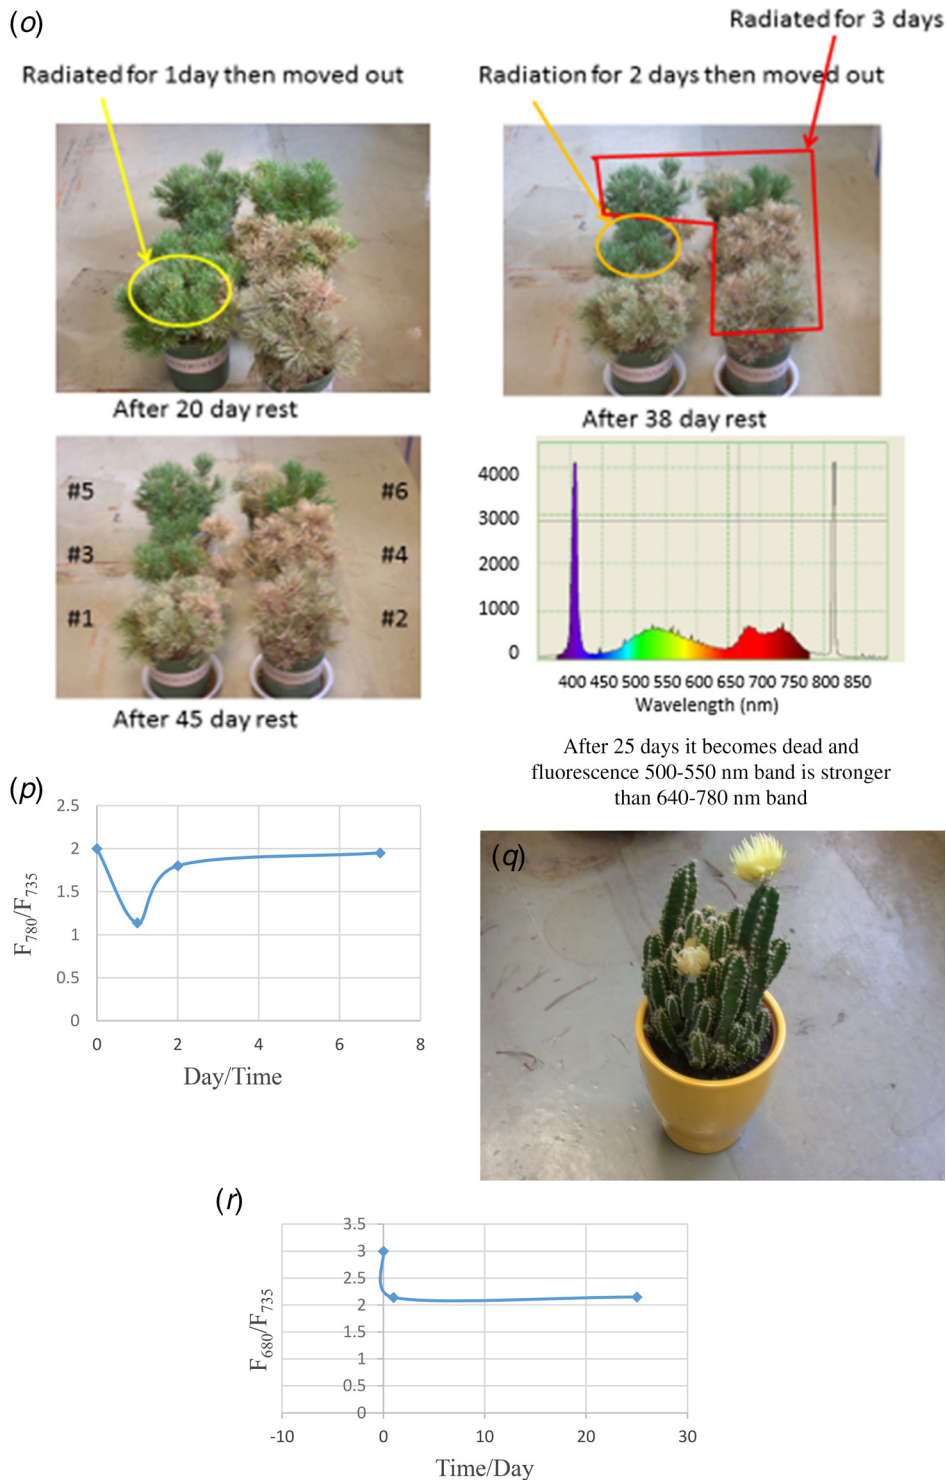 (o)
Radiated for 3 days
Radiated for 1day then moved out
Radiation for 2 days then moved out
After 20 day rest
After 38 day rest
#5
#6
#3
#4
#1
#2
After 45 day rest
4000
3000
2000
1000
0
400 450 500 550 600 650 700 750 800 850
Wavelength (nm)
After 25 days it becomes dead and
fluorescence 500-550 nm band is stronger
than 640-780 nm band
(p)
2.5
2
1.5
1
0.5
0
F780/F735
0 2 4 6 8
Day/Time
(q)
(r)
3.5
3
2.5
2
1.5
1
0.5
0
F680/F735
-10 0 10 20 30
Time/Day